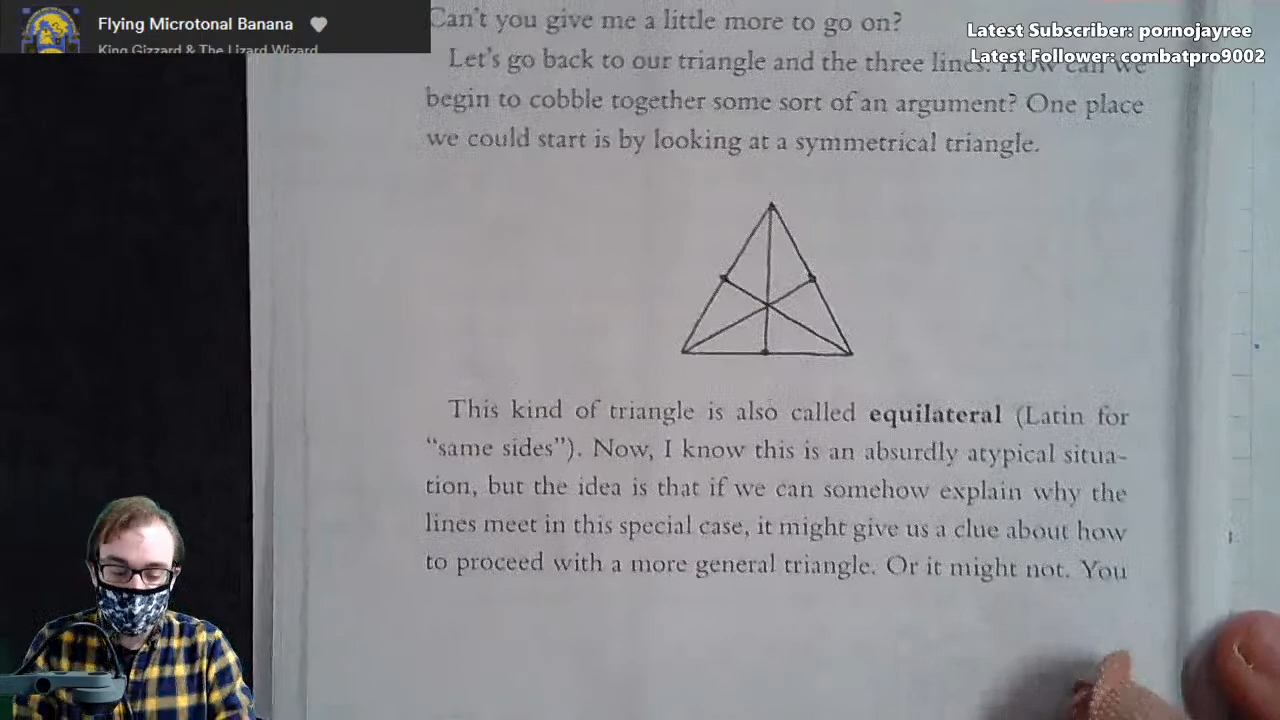 Flying Microtonal Banana
King Gizzard & The Lizard Wizard
Latest Subscriber: pornojayree
Latest Follower: combatpro9002
Can't you give me a little more to go on?
Let's go back to our triangle and the three lines. How can we
begin to cobble together some sort of an argument? One place
we could start is by looking at a symmetrical triangle.
This kind of triangle is also called equilateral (Latin for
“same sides”). Now, I know this is an absurdly atypical situa-
tion, but the idea is that if we can somehow explain why the
lines meet in this special case, it might give us a clue about how
to proceed with a more general triangle. Or it might not. You